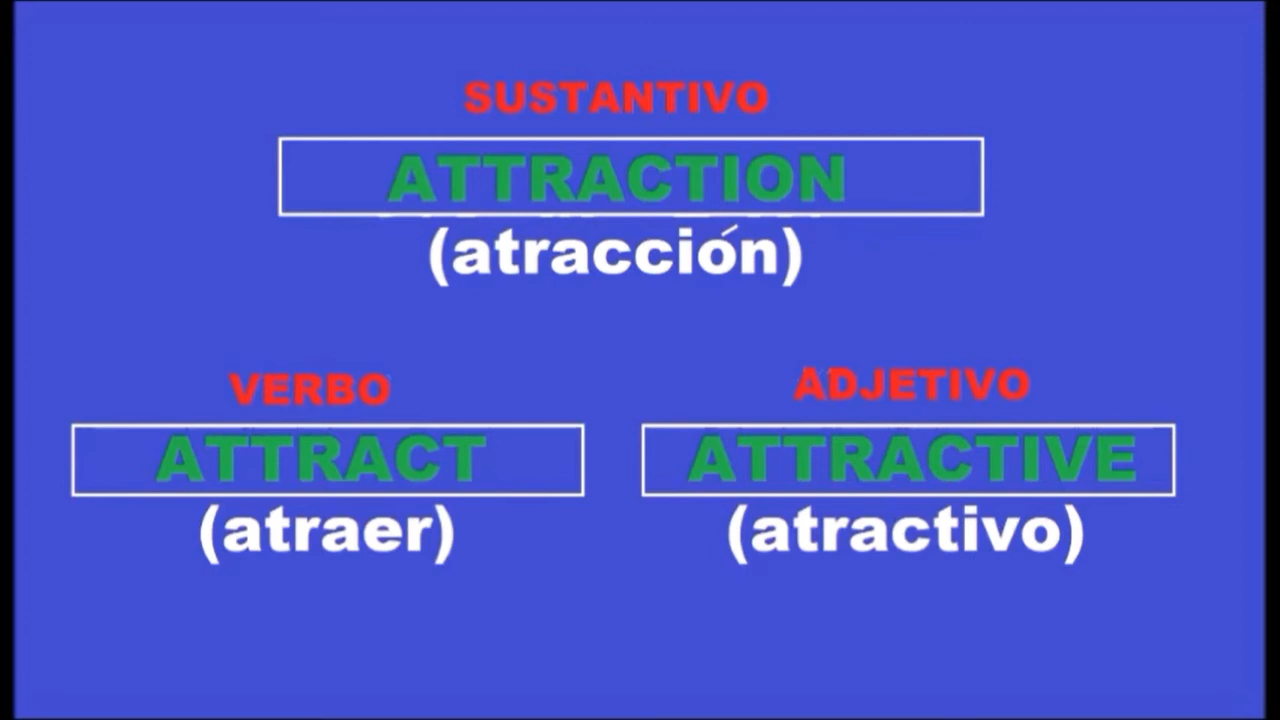 SUSTANTIVO
ATTRACTION
(atracción)
VERBO
ATTRACT
(atraer)
ADJETIVO
ATTRACTIVE
(atractivo)